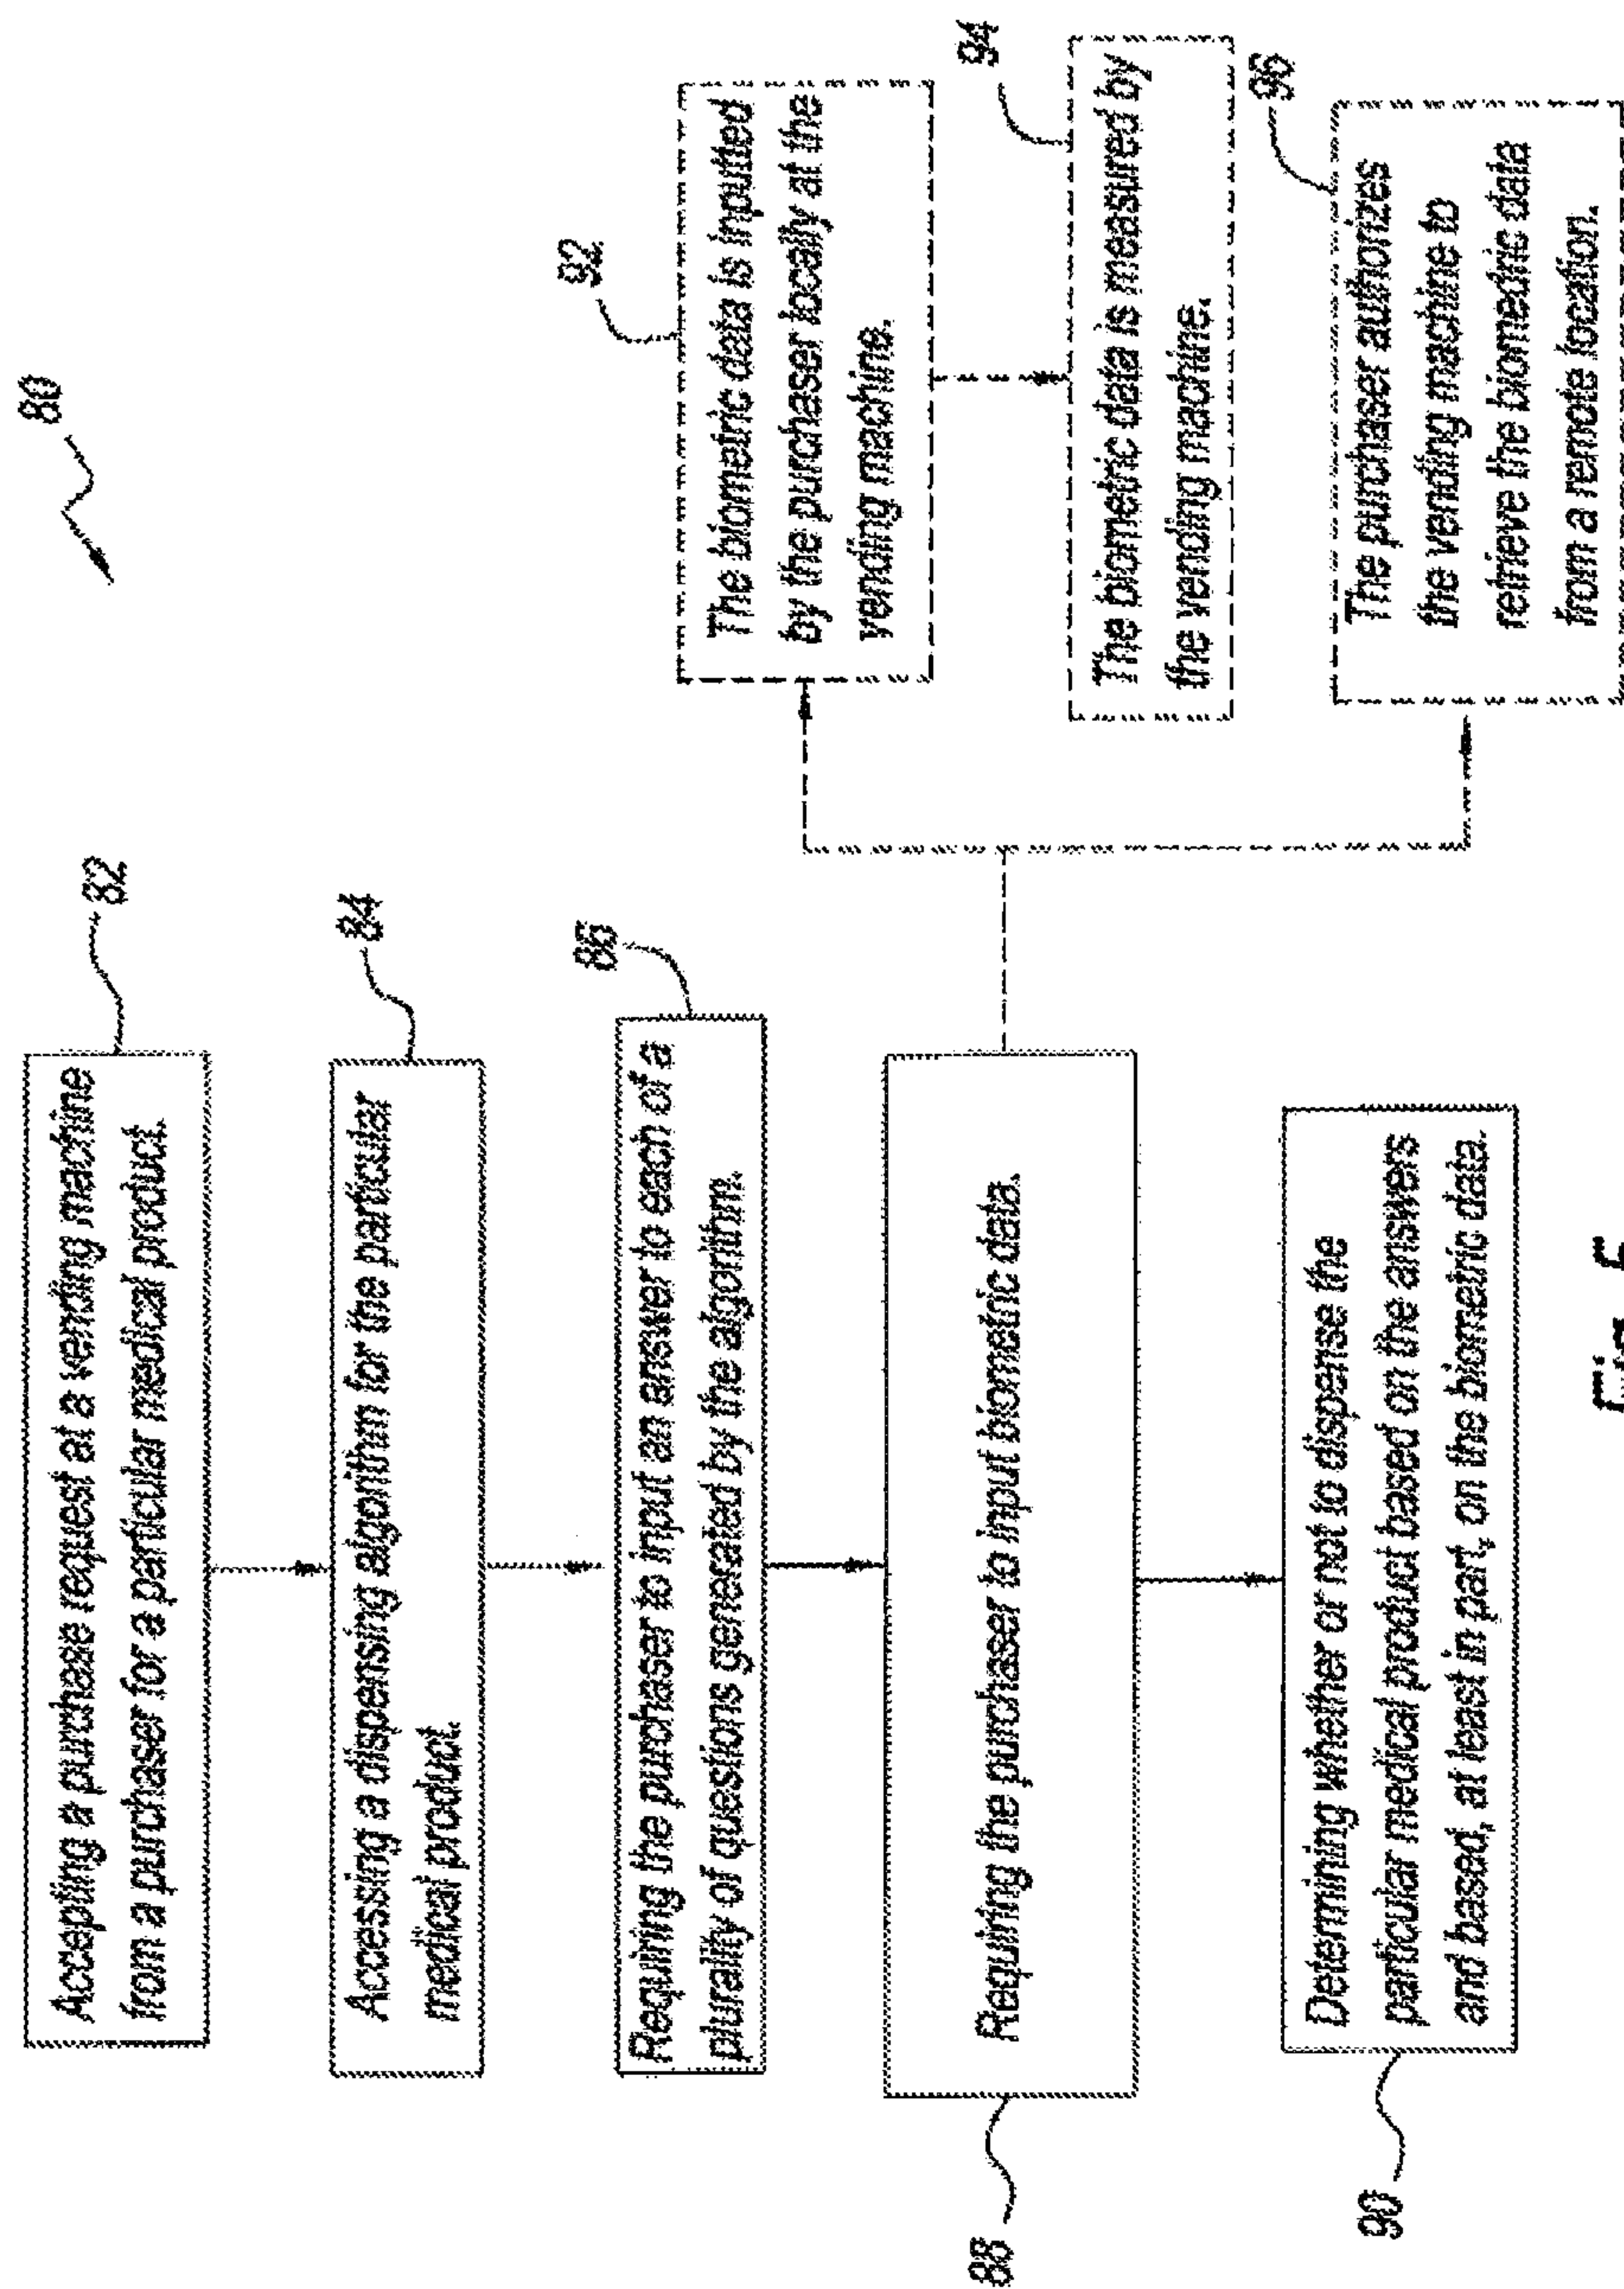 80
82
Accepting a purchase request at a vending machine
from a purchaser for a particular medical product.
84
Accessing a dispensing algorithm for the particular
medical product.
86
Requiring the purchaser to input an answer to each of a
plurality of questions generated by the algorithm.
88
Requiring the purchaser to input biometric data.
90
Determining whether or not to dispense the
particular medical product based on the answers
and based, at least in part, on the biometric data.
92
The biometric data is inputted
by the purchaser locally at the
vending machine.
94
The biometric data is measured by
the vending machine.
96
The purchaser authorizes
the vending machine to
retrieve the biomedric data
from a remote location.